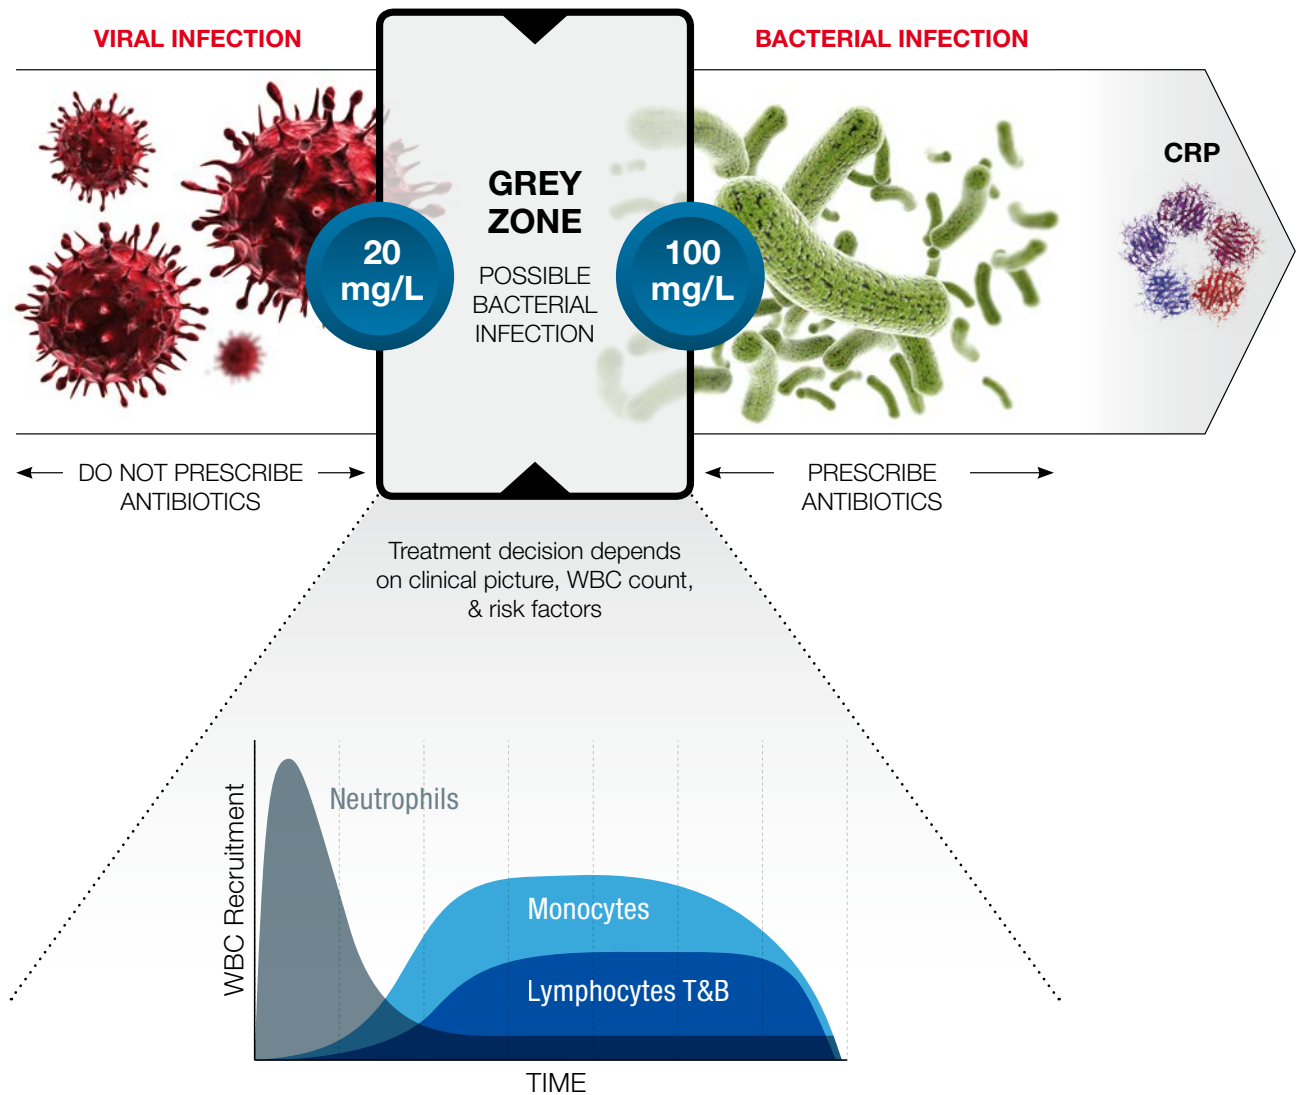 VIRAL INFECTION
BACTERIAL INFECTION
CRP
GREY
ZONE
20
mg/L
100
mg/L
POSSIBLE
BACTERIAL
INFECTION
DO NOT PRESCRIBE
ANTIBIOTICS
PRESCRIBE
ANTIBIOTICS
Treatment decision depends
on clinical picture, WBC count,
& risk factors
WBC Recruitment
Neutrophils
Monocytes
Lymphocytes T&B
TIME